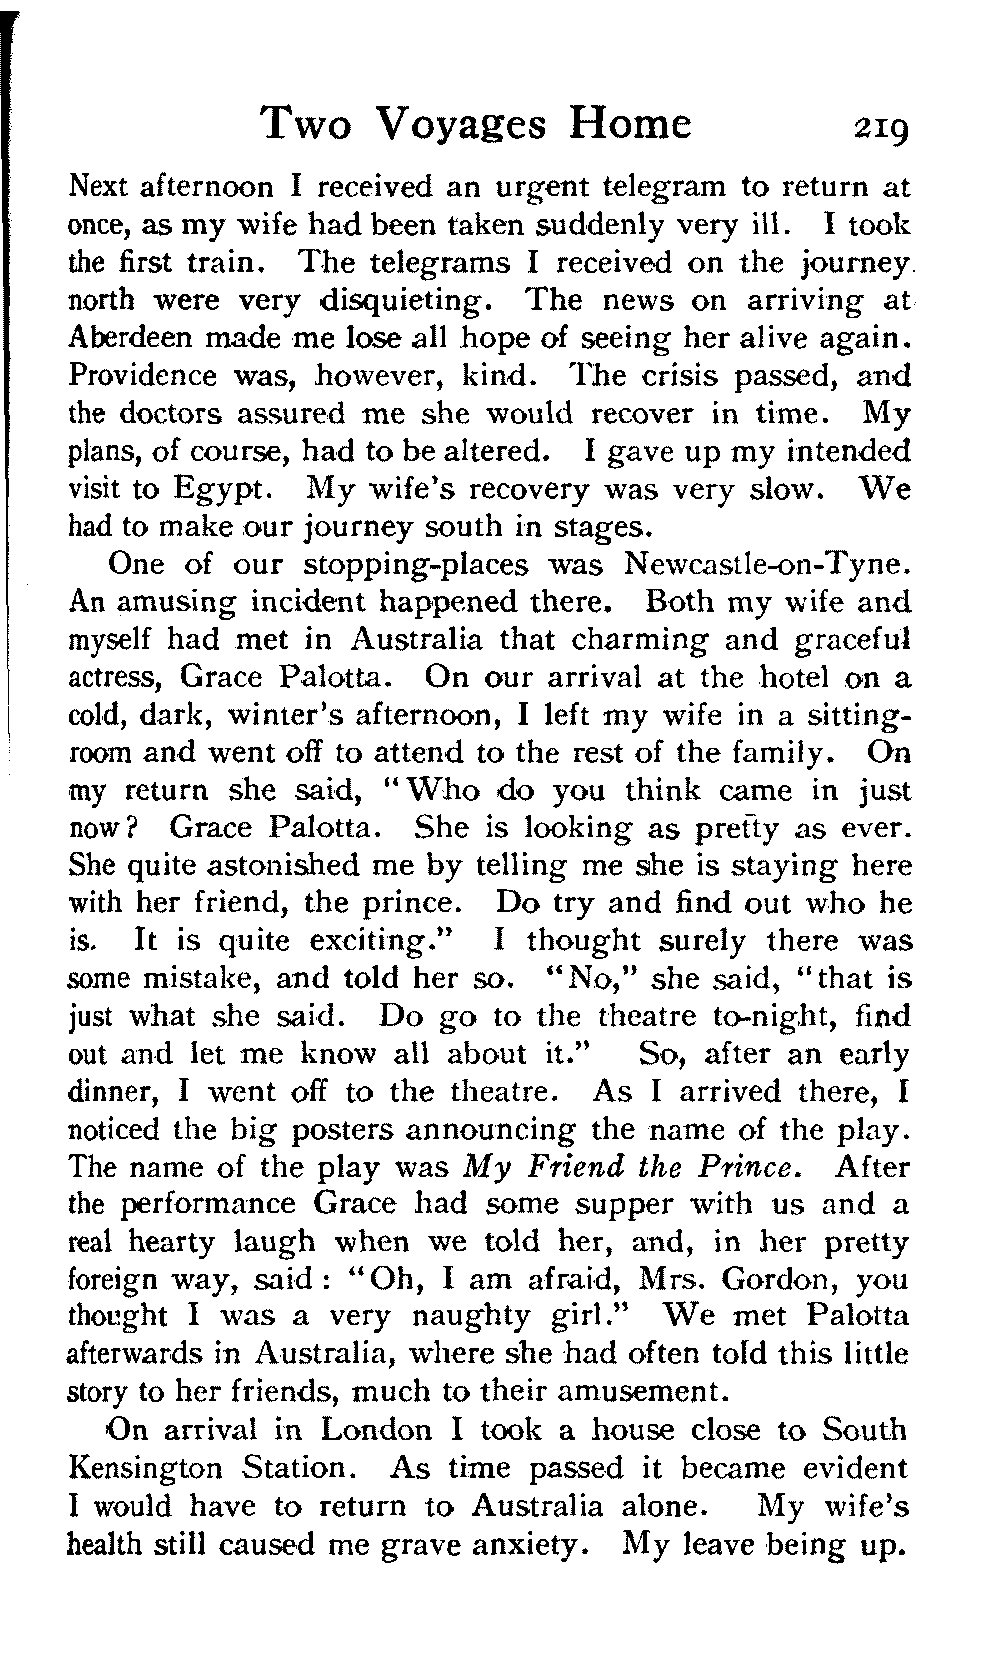 Two Voyages Home 219
Next afternoon I received an urgent telegram to return at
once, as my wife had been taken suddenly very ill. I took
the first train. The telegrams I received on the journey
north were very disquieting. The news on arriving at
Aberdeen made me lose all hope of seeing her alive again.
Providence was, however, kind. The crisis passed, and
the doctors assured me she would recover in time. My
plans, of course, had to be altered. I gave up my intended
visit to Egypt. My wife's recovery was very slow. We
had to make our journey south in stages.
One of our stopping-places was Newcastle-on-Tyne.
An amusing incident happened there. Both my wife and
myself had met in Australia that charming and graceful
actress, Grace Palotta. On our arrival at the hotel on a
cold, dark, winter's afternoon, I left my wife in a sitting-
room and went off to attend to the rest of the family. On
my return she said, "Who do you think came in just
now? Grace Palotta. She is looking as pretty as ever.
She quite astonished me by telling me she is staying here
with her friend, the prince. Do try and find out who he
is. It is quite exciting." I thought surely there was
some mistake, and told her so. "No," she said, "that is
just what she said. Do go to the theatre to-night, find
out and let me know all about it." So, after an early
dinner, I went off to the theatre. As I arrived there, I
noticed the big posters announcing the name of the play.
The name of the play was My Friend the Prince. After
the performance Grace had some supper with us and a
real hearty laugh when we told her, and, in her pretty
foreign way, said: "Oh, I am afraid, Mrs. Gordon, you
thought I was a very naughty girl." We met Palotta
afterwards in Australia, where she had often told this little
story to her friends, much to their amusement.
On arrival in London I took a house close to South
Kensington Station. As time passed it became evident
I would have to return to Australia alone. My wife's
health still caused me grave anxiety. My leave being up.